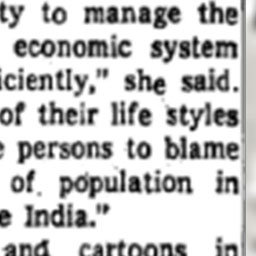 ty to manage the
economic system
iciently," she said.
of their life styles
e persons to blame
of population in
e India."
and cartoons in